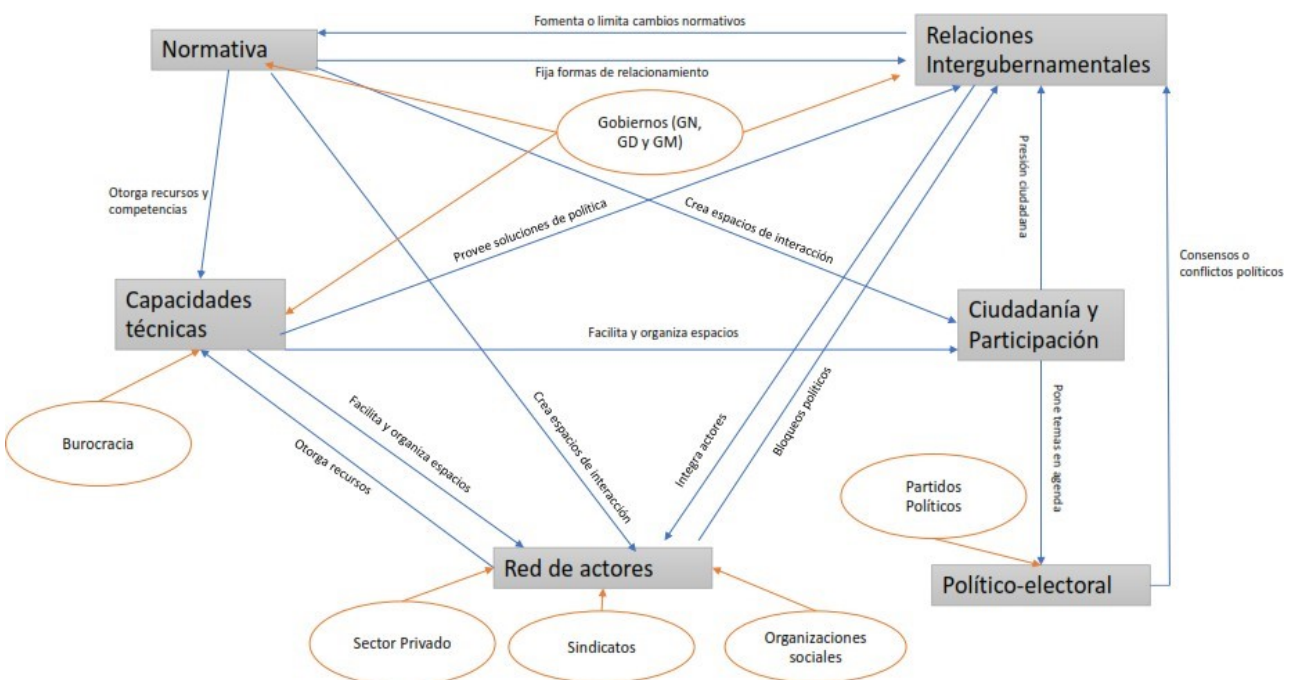 Fomenta o limita cambios normativos
Normativa
Relaciones
Intergubernamentales
Fija formas de relacionamiento
Gobiernos (GN,
GD y GM)
Presión ciudadana
Otorga recursos y
competencias
Provee soluciones de política
Crea espacios de interacción
Consensos o
conflictos políticos
Capacidades
técnicas
Ciudadanía y
Participación
Facilita y organiza espacios
Burocracia
Facilita y organiza espacios
Otorga recursos
Crea espacios de interacción
Integra actores
Bloqueos políticos
Pone temas en agenda
Partidos
Políticos
Red de actores
Político-electoral
Sector Privado
Sindicatos
Organizaciones
sociales